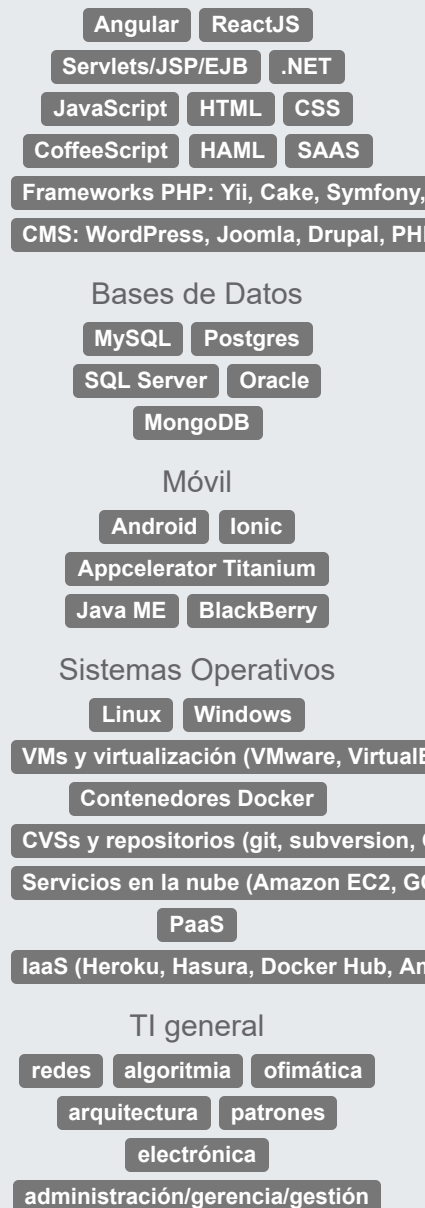 Angular ReactJS
Servlets/JSP/EJB .NET
JavaScript HTML CSS
CoffeeScript HAML SAAS
Frameworks PHP: Yii, Cake, Symfony,
CMS: WordPress, Joomla, Drupal,
Bases de Datos
MySQL Postgres
SQL Server Oracle
MongoDB
Móvil
Android Ionic
Appcelerator Titanium
Java ME BlackBerry
Sistemas Operativos
Linux Windows
VMs y virtualización (VMware,
Contenedores Docker
CVSs y repositorios (git, subversion,
Servicios en la nube (Amazon EC2,
PaaS
IaaS (Heroku, Hasura, Docker Hub,
TI general
redes algoritmia ofimática
arquitectura patrones
electrónica
administración/gerencia/gestión